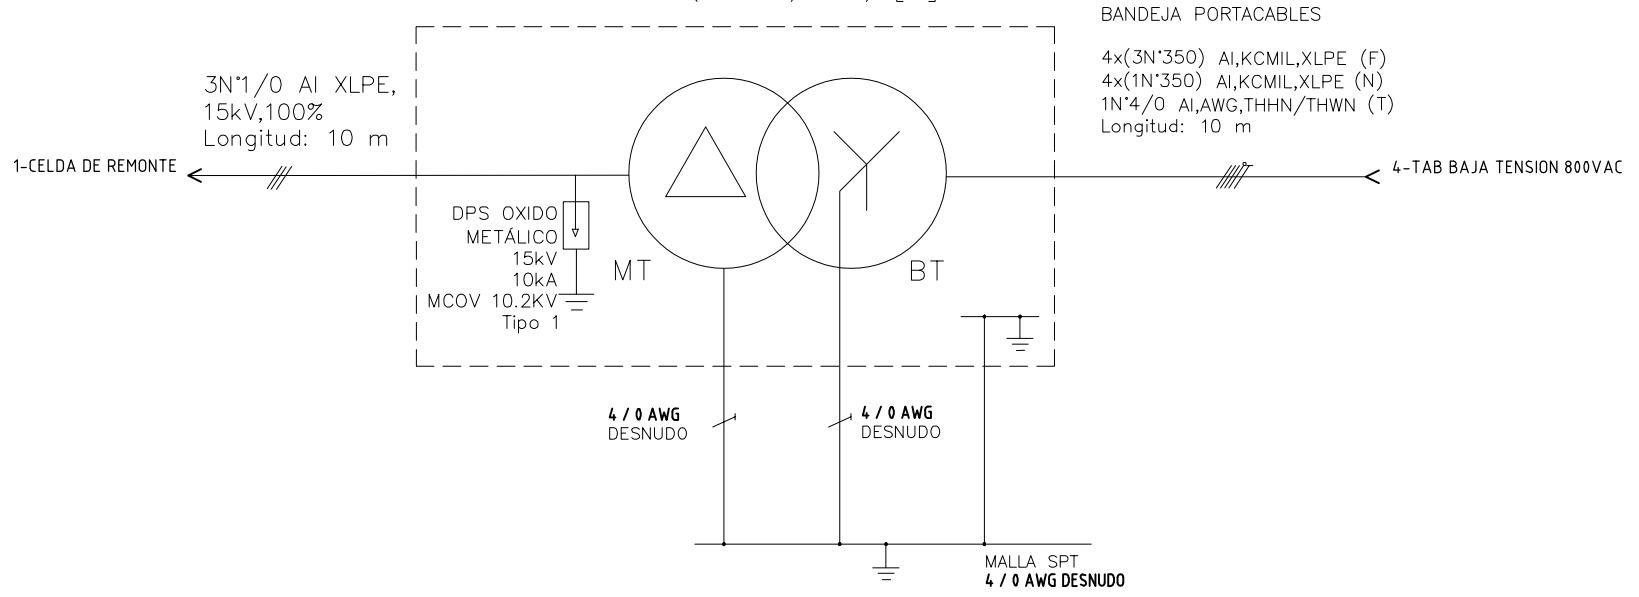 BANDEJA PORTACABLES
4x(3N°350) Al,KCMIL,XLPE (F)
4x(1N°350) Al,KCMIL,XLPE (N)
1N°4/0 Al,AWG,THHN/THWN (T)
Longitud: 10 m
3N°1/0 Al XLPE,
15kV,100%
Longitud: 10 m
1-CELDA DE REMONTE
4-TAB BAJA TENSION 800VAC
DPS OXIDO
METÁLICO
15kV
10kA
MCOV 10.2KV
Tipo 1
MT
BT
4/0 AWG
DESNUDO
4/0 AWG
DESNUDO
MALLA SPT
4/0 AWG DESNUDO